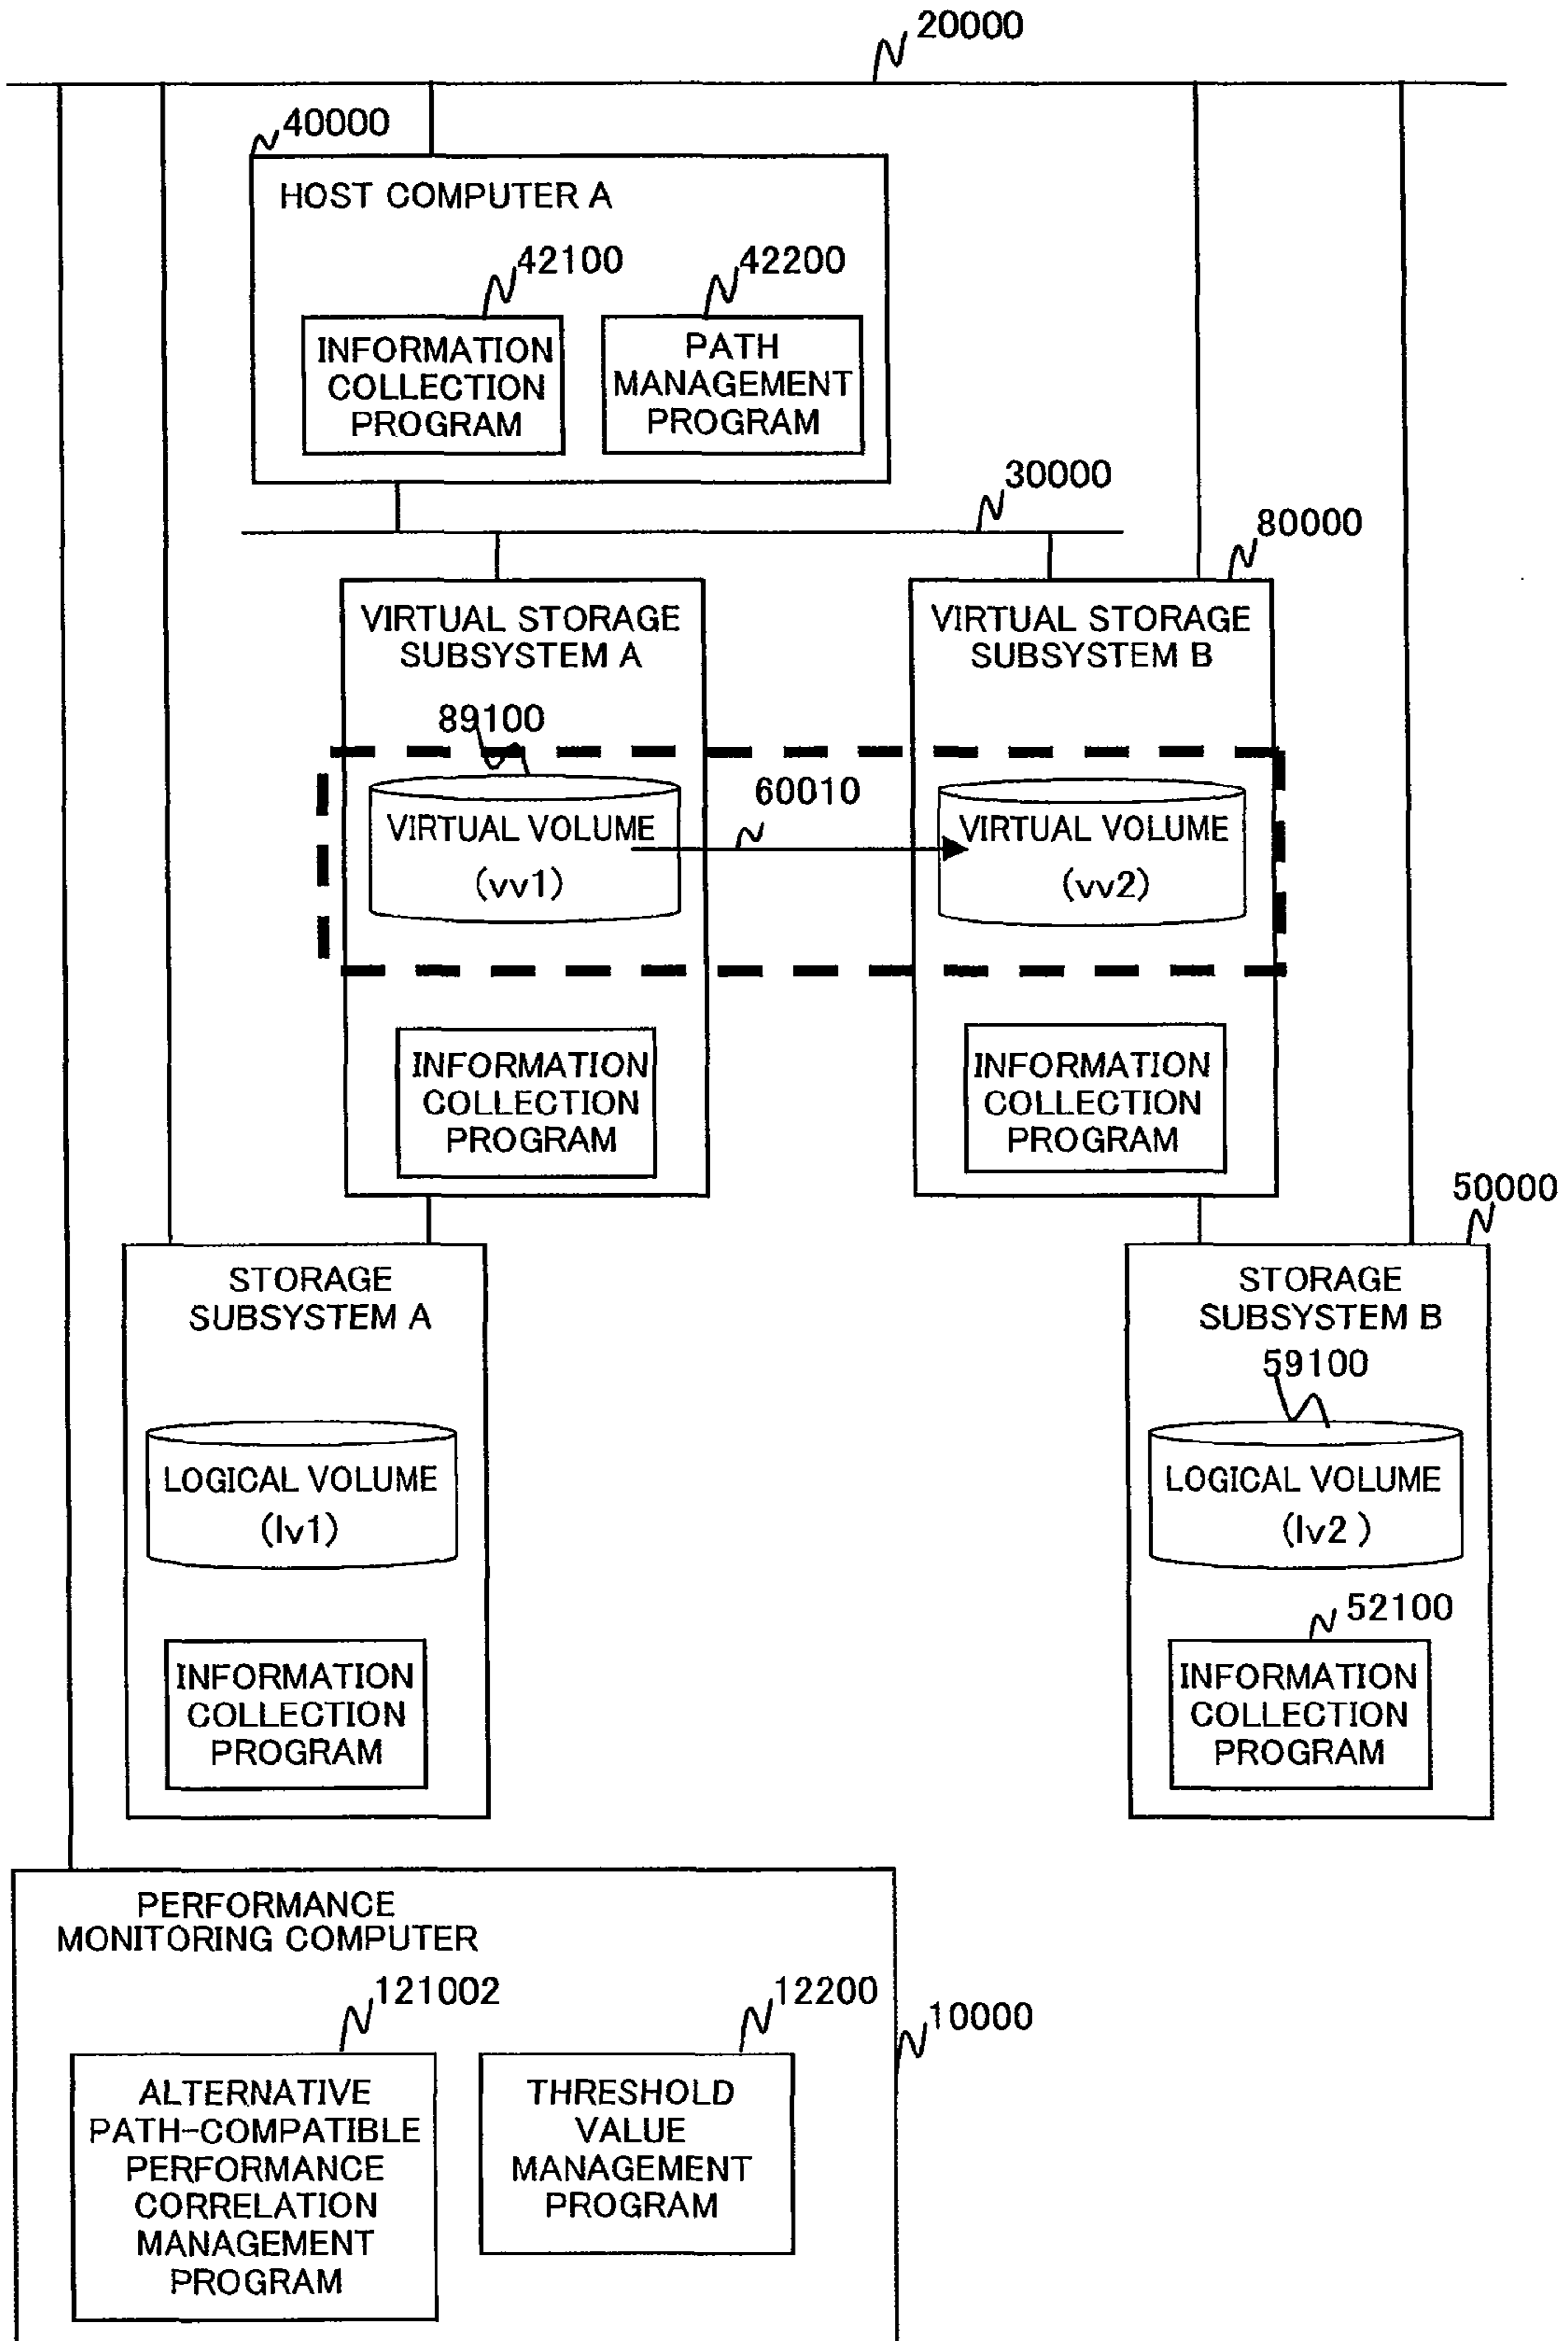 20000
40000
HOST COMPUTER A
42100
42200
INFORMATION
COLLECTION
PROGRAM
PATH
MANAGEMENT
PROGRAM
30000
80000
VIRTUAL STORAGE
SUBSYSTEM A
VIRTUAL STORAGE
SUBSYSTEM B
89100
60010
VIRTUAL VOLUME
(vv1)
VIRTUAL VOLUME
(vv2)
INFORMATION
COLLECTION
PROGRAM
INFORMATION
COLLECTION
PROGRAM
50000
STORAGE
SUBSYSTEM A
STORAGE
SUBSYSTEM B
59100
LOGICAL VOLUME
(lv1)
LOGICAL VOLUME
(lv2 )
52100
INFORMATION
COLLECTION
PROGRAM
INFORMATION
COLLECTION
PROGRAM
PERFORMANCE
MONITORING COMPUTER
121002
12200
10000
ALTERNATIVE
PATH-COMPATIBLE
PERFORMANCE
CORRELATION
MANAGEMENT
PROGRAM
THRESHOLD
VALUE
MANAGEMENT
PROGRAM